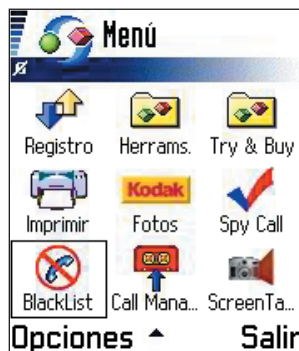 Menú
Registro Herrams. Try & Buy
Kodak
Imprimir Fotos Spy Call
BlackList Call Mana... ScreenTa...
Opciones Salir